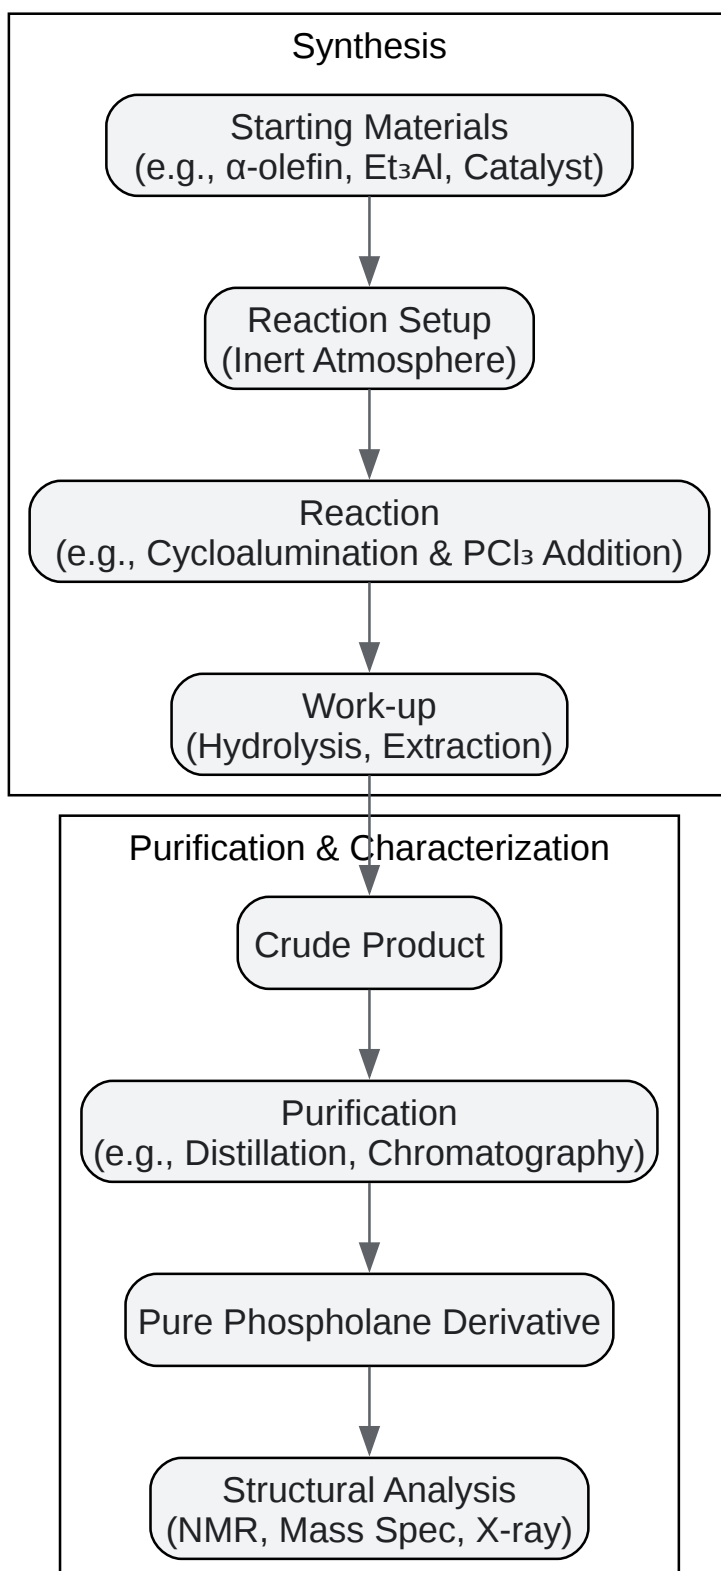 Synthesis
Starting Materials
(e.g., α-olefin, Et₃Al, Catalyst)
Reaction Setup
(Inert Atmosphere)
Reaction
(e.g., Cycloalumination & PCl₃ Addition)
Work-up
(Hydrolysis, Extraction)
Purification & Characterization
Crude Product
Purification
(e.g., Distillation, Chromatography)
Pure Phospholane Derivative
Structural Analysis
(NMR, Mass Spec, X-ray)